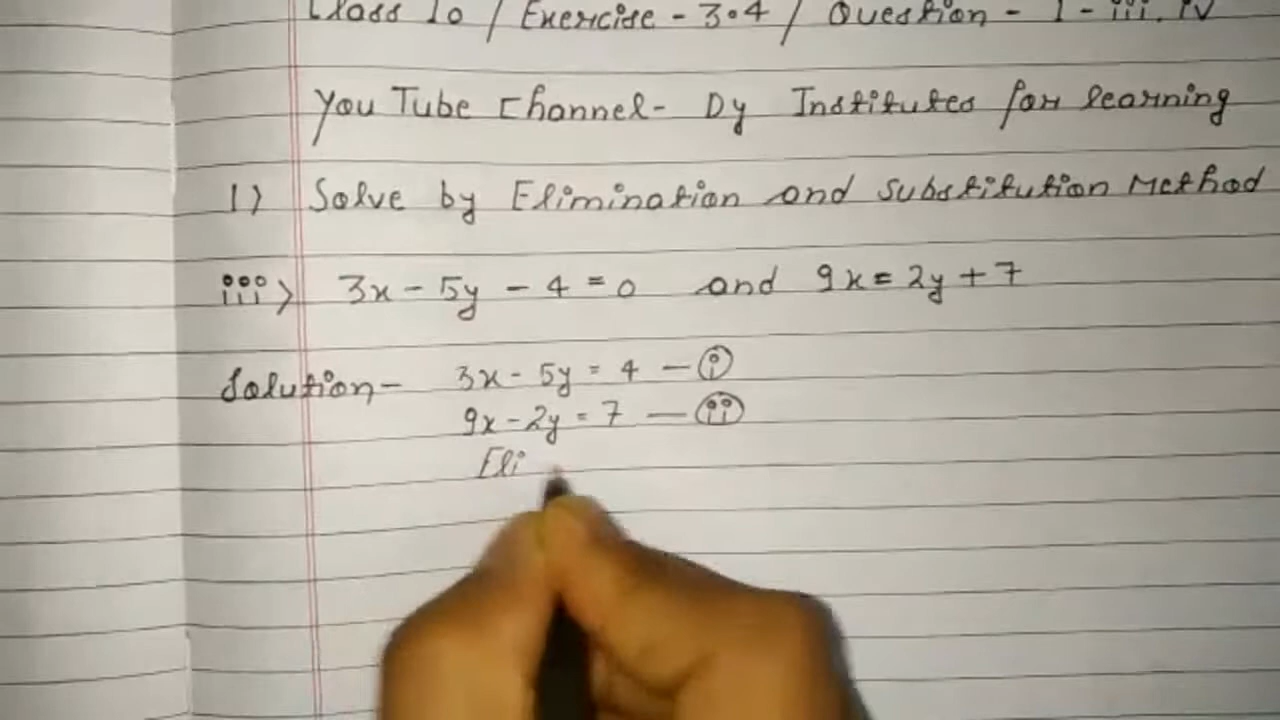 Class 10 / Exercise - 3.4 / Question - 1 - iii, iv
YouTube Channel - Dy Institutes for learning
1) Solve by Elimination and substitution Method
iii) 3x - 5y - 4 = 0 and 9x = 2y + 7
Solution - 3x - 5y = 4 — (i)
9x - 2y = 7 — (ii)
Eli